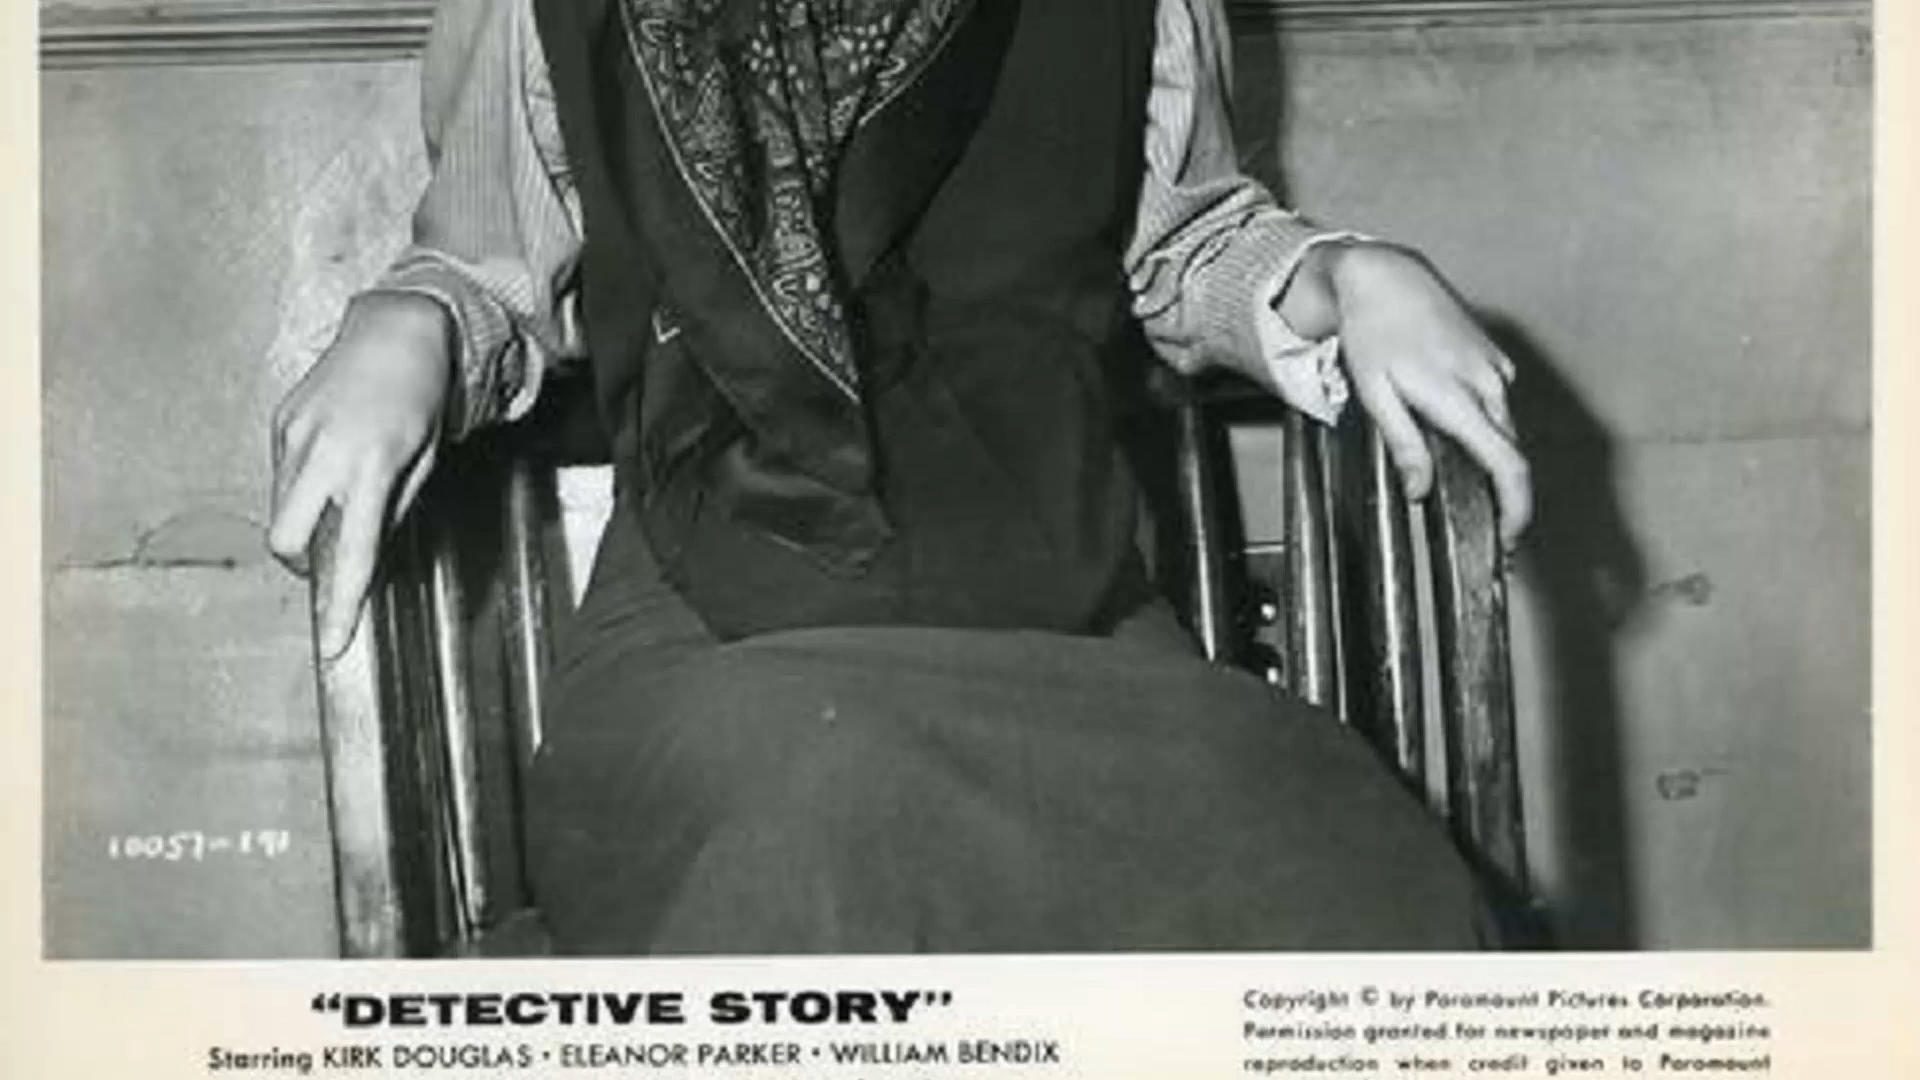 10057-191
"DETECTIVE STORY"
Starring KIRK DOUGLAS · ELEANOR PARKER · WILLIAM BENDIX
Copyright © by Paramount Pictures Corporation.
Permission granted for newspaper and magazine
reproduction when credit given to Paramount